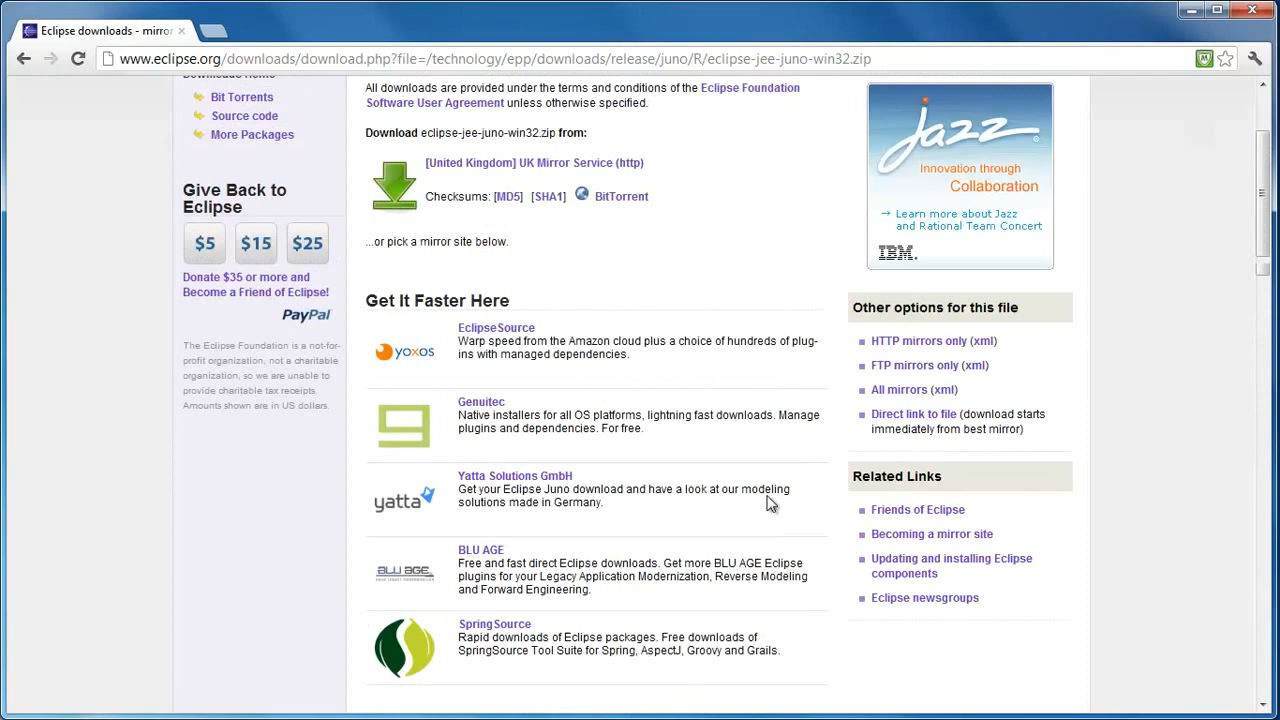 Eclipse downloads - mirror
www.eclipse.org/downloads/download.php?file=/technology/epp/downloads/release/juno/R/eclipse-jee-juno-win32.zip
Bit Torrents
Source code
More Packages
Give Back to
Eclipse
$5 $15 $25
Donate $35 or more and
Become a Friend of Eclipse!
PayPal
The Eclipse Foundation is a not-for-
profit organization, not a charitable
organization, so we are unable to
provide charitable tax receipts.
Amounts shown are in US dollars.
All downloads are provided under the terms and conditions of the Eclipse Foundation
Software User Agreement unless otherwise specified.
Download eclipse-jee-juno-win32.zip from:
[United Kingdom] UK Mirror Service (http)
Checksums: [MD5] [SHA1] BitTorrent
...or pick a mirror site below.
Get It Faster Here
yoxos
EclipseSource
Warp speed from the Amazon cloud plus a choice of hundreds of plug-
ins with managed dependencies.
Genuitec
Native installers for all OS platforms, lightning fast downloads. Manage
plugins and dependencies. For free.
yatta
Yatta Solutions GmbH
Get your Eclipse Juno download and have a look at our modeling
solutions made in Germany.
BLU AGE
BLU AGE
Free and fast direct Eclipse downloads. Get more BLU AGE Eclipse
plugins for your Legacy Application Modernization, Reverse Modeling
and Forward Engineering.
SpringSource
Rapid downloads of Eclipse packages. Free downloads of
SpringSource Tool Suite for Spring, AspectJ, Groovy and Grails.
jazz
Innovation through
Collaboration
Learn more about Jazz
and Rational Team Concert
IBM.
Other options for this file
HTTP mirrors only (xml)
FTP mirrors only (xml)
All mirrors (xml)
Direct link to file (download starts
immediately from best mirror)
Related Links
Friends of Eclipse
Becoming a mirror site
Updating and installing Eclipse
components
Eclipse newsgroups